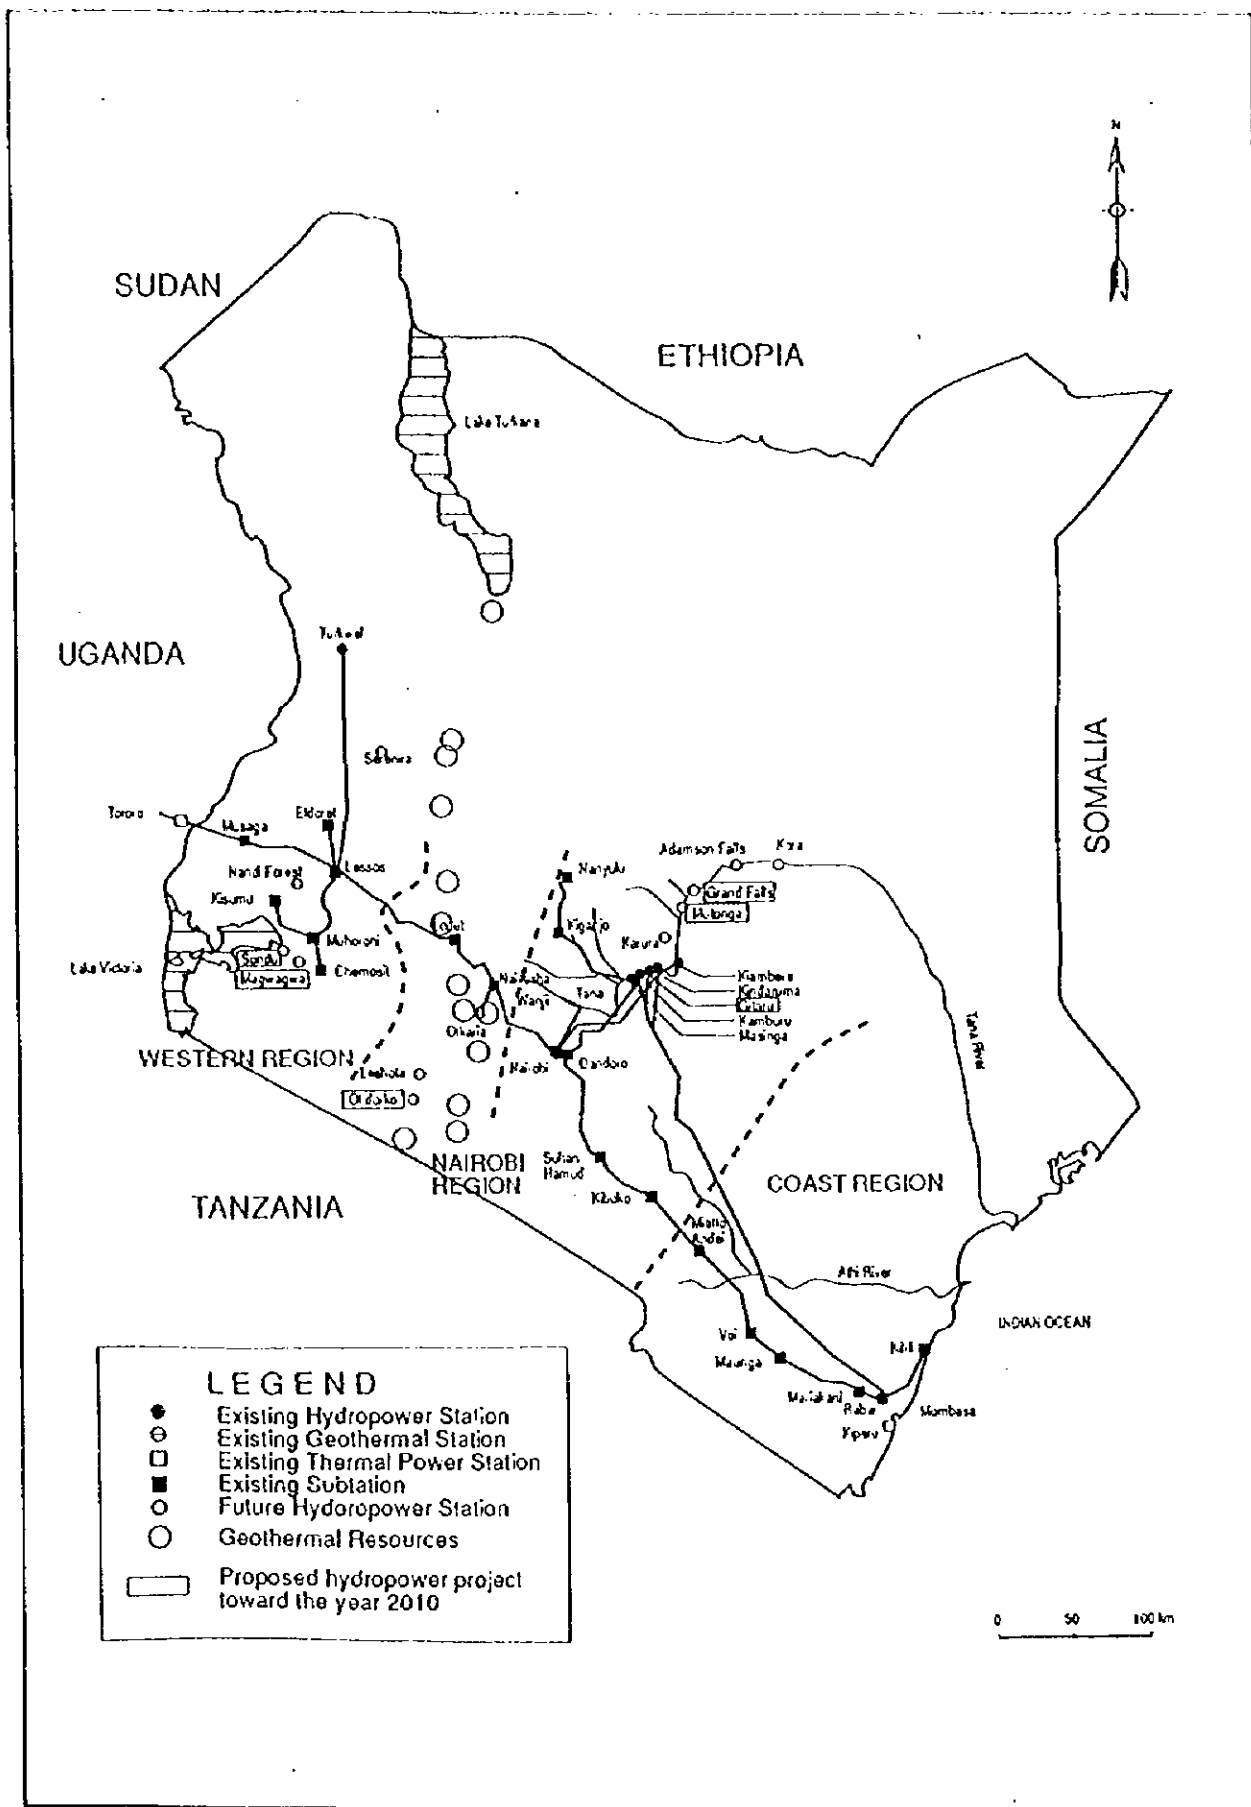 N
SUDAN
ETHIOPIA
Lake Turkana
UGANDA
Turkwel
SOMALIA
Tororo
Musaga
Eldoret
Lessos
Nandi Forest
Kisumu
Muhoroni
Lake Victoria
Sondu
Magwagwa
Chemosit
Nanyuki
Adamson Falls
Kora
Grand Falls
Mutonga
Kiganjo
Karura
Naivasha
Wanjii
Tana
Kiambere
Kindaruma
Gitaru
Kamburu
Masinga
Olkaria
Tana River
WESTERN REGION
Nairobi
Dandora
Leshota
Oldorko
NAIROBI
REGION
Sultan
Hamud
Kiboko
COAST REGION
TANZANIA
Mtito
Andei
Athi River
INDIAN OCEAN
Voi
Maungu
Kilifi
Mariakani
Rabai
Mombasa
Kipevu
LEGEND
Existing Hydropower Station
Existing Geothermal Station
Existing Thermal Power Station
Existing Subtation
Future Hydoropower Station
Geothermal Resources
Proposed hydropower project
toward the year 2010
0 50 100 km